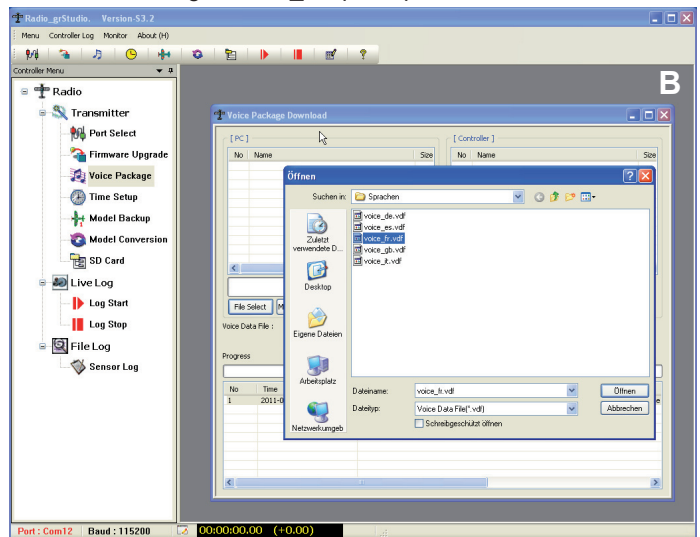 Radio_grStudio. Version-S3.2
Menu Controller Log Monitor About (H)
Controller Menu
B
Radio
Transmitter
Port Select
Firmware Upgrade
Voice Package
Time Setup
Model Backup
Model Conversion
SD Card
Live Log
Log Start
Log Stop
File Log
Sensor Log
Voice Package Download
[ PC ] [ Controller ]
No Name Size No Name Size
Öffnen
Suchen in: Sprachen
Zuletzt
verwendete D...
Desktop
Eigene Dateien
Arbeitsplatz
Netzwerkumgeb
voice_de.vdf
voice_es.vdf
voice_fr.vdf
voice_gb.vdf
voice_it.vdf
Dateiname: voice_fr.vdf Öffnen
Dateityp: Voice Data File(*.vdf) Abbrechen
Schreibgeschützt öffnen
File Select M
Voice Data File :
Progress
No Time
1 2011-0
Port : Com12 Baud : 115200 00:00:00.00 (+0.00)